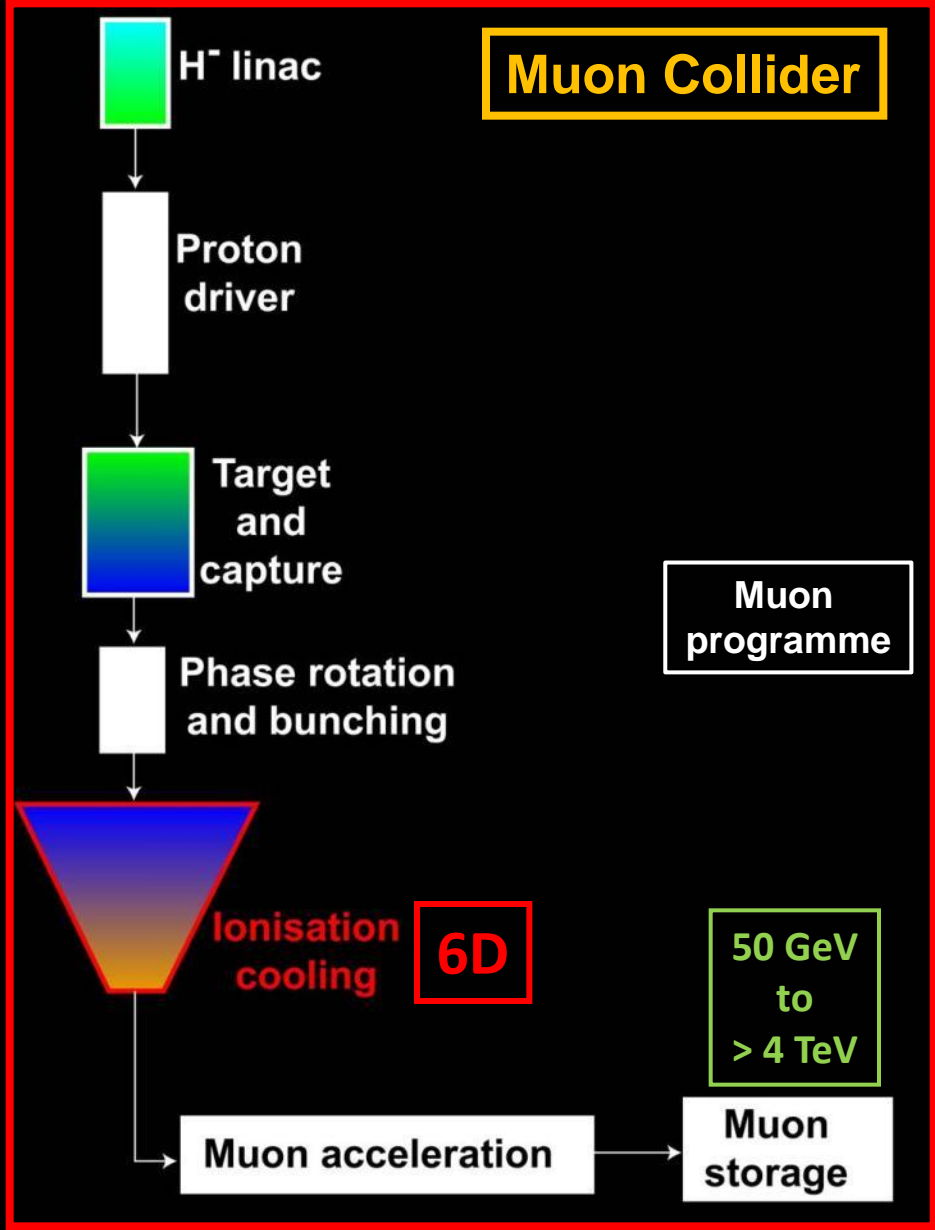 H⁻ linac
Muon Collider
Proton
driver
Target
and
capture
Muon
programme
Phase rotation
and bunching
Ionisation
cooling
6D
50 GeV
to
> 4 TeV
Muon acceleration
Muon
storage